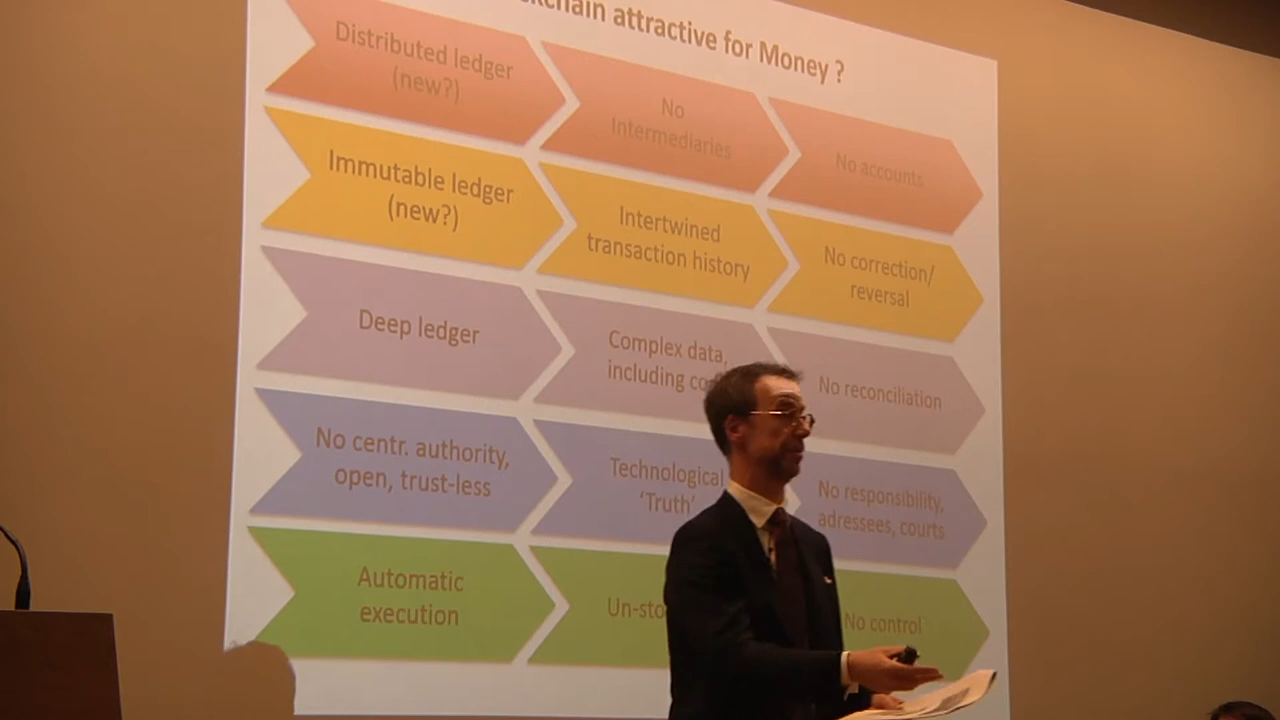 attractive for Money ?
Distributed ledger
(new?)
No
Intermediaries
No accounts
Immutable ledger
(new?)
Intertwined
transaction history
No correction/
reversal
Deep ledger
Complex data,
including
No reconciliation
No centr. authority,
open, trust-less
Technological
‘Truth’
No responsibility,
adressees, courts
Automatic
execution
No control